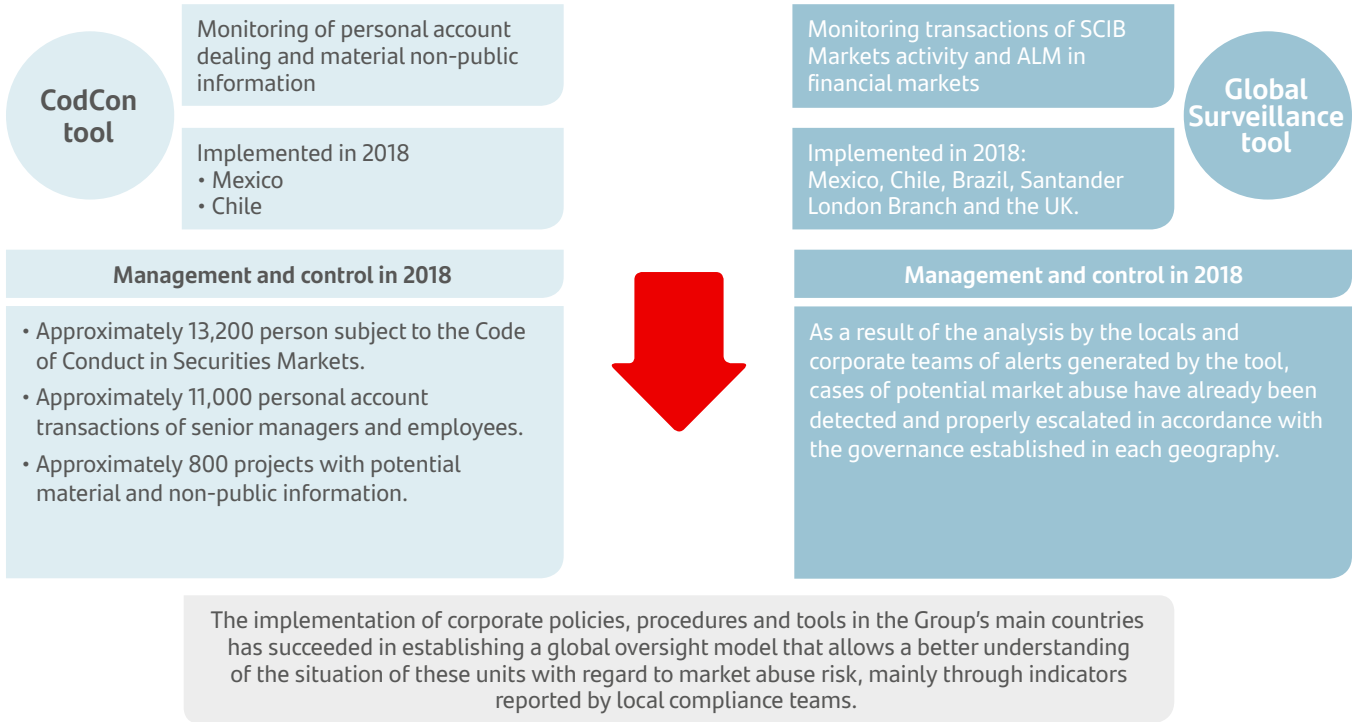 CodCon
tool
Monitoring of personal account
dealing and material non-public
information
Implemented in 2018
• Mexico
• Chile
Management and control in 2018
• Approximately 13,200 person subject to the Code
of Conduct in Securities Markets.
• Approximately 11,000 personal account
transactions of senior managers and employees.
• Approximately 800 projects with potential
material and non-public information.
Monitoring transactions of SCIB
Markets activity and ALM in
financial markets
Global
Surveillance
tool
Implemented in 2018:
Mexico, Chile, Brazil, Santander
London Branch and the UK.
Management and control in 2018
As a result of the analysis by the locals and
corporate teams of alerts generated by the tool,
cases of potential market abuse have already been
detected and properly escalated in accordance with
the governance established in each geography.
The implementation of corporate policies, procedures and tools in the Group's main countries
has succeeded in establishing a global oversight model that allows a better understanding
of the situation of these units with regard to market abuse risk, mainly through indicators
reported by local compliance teams.